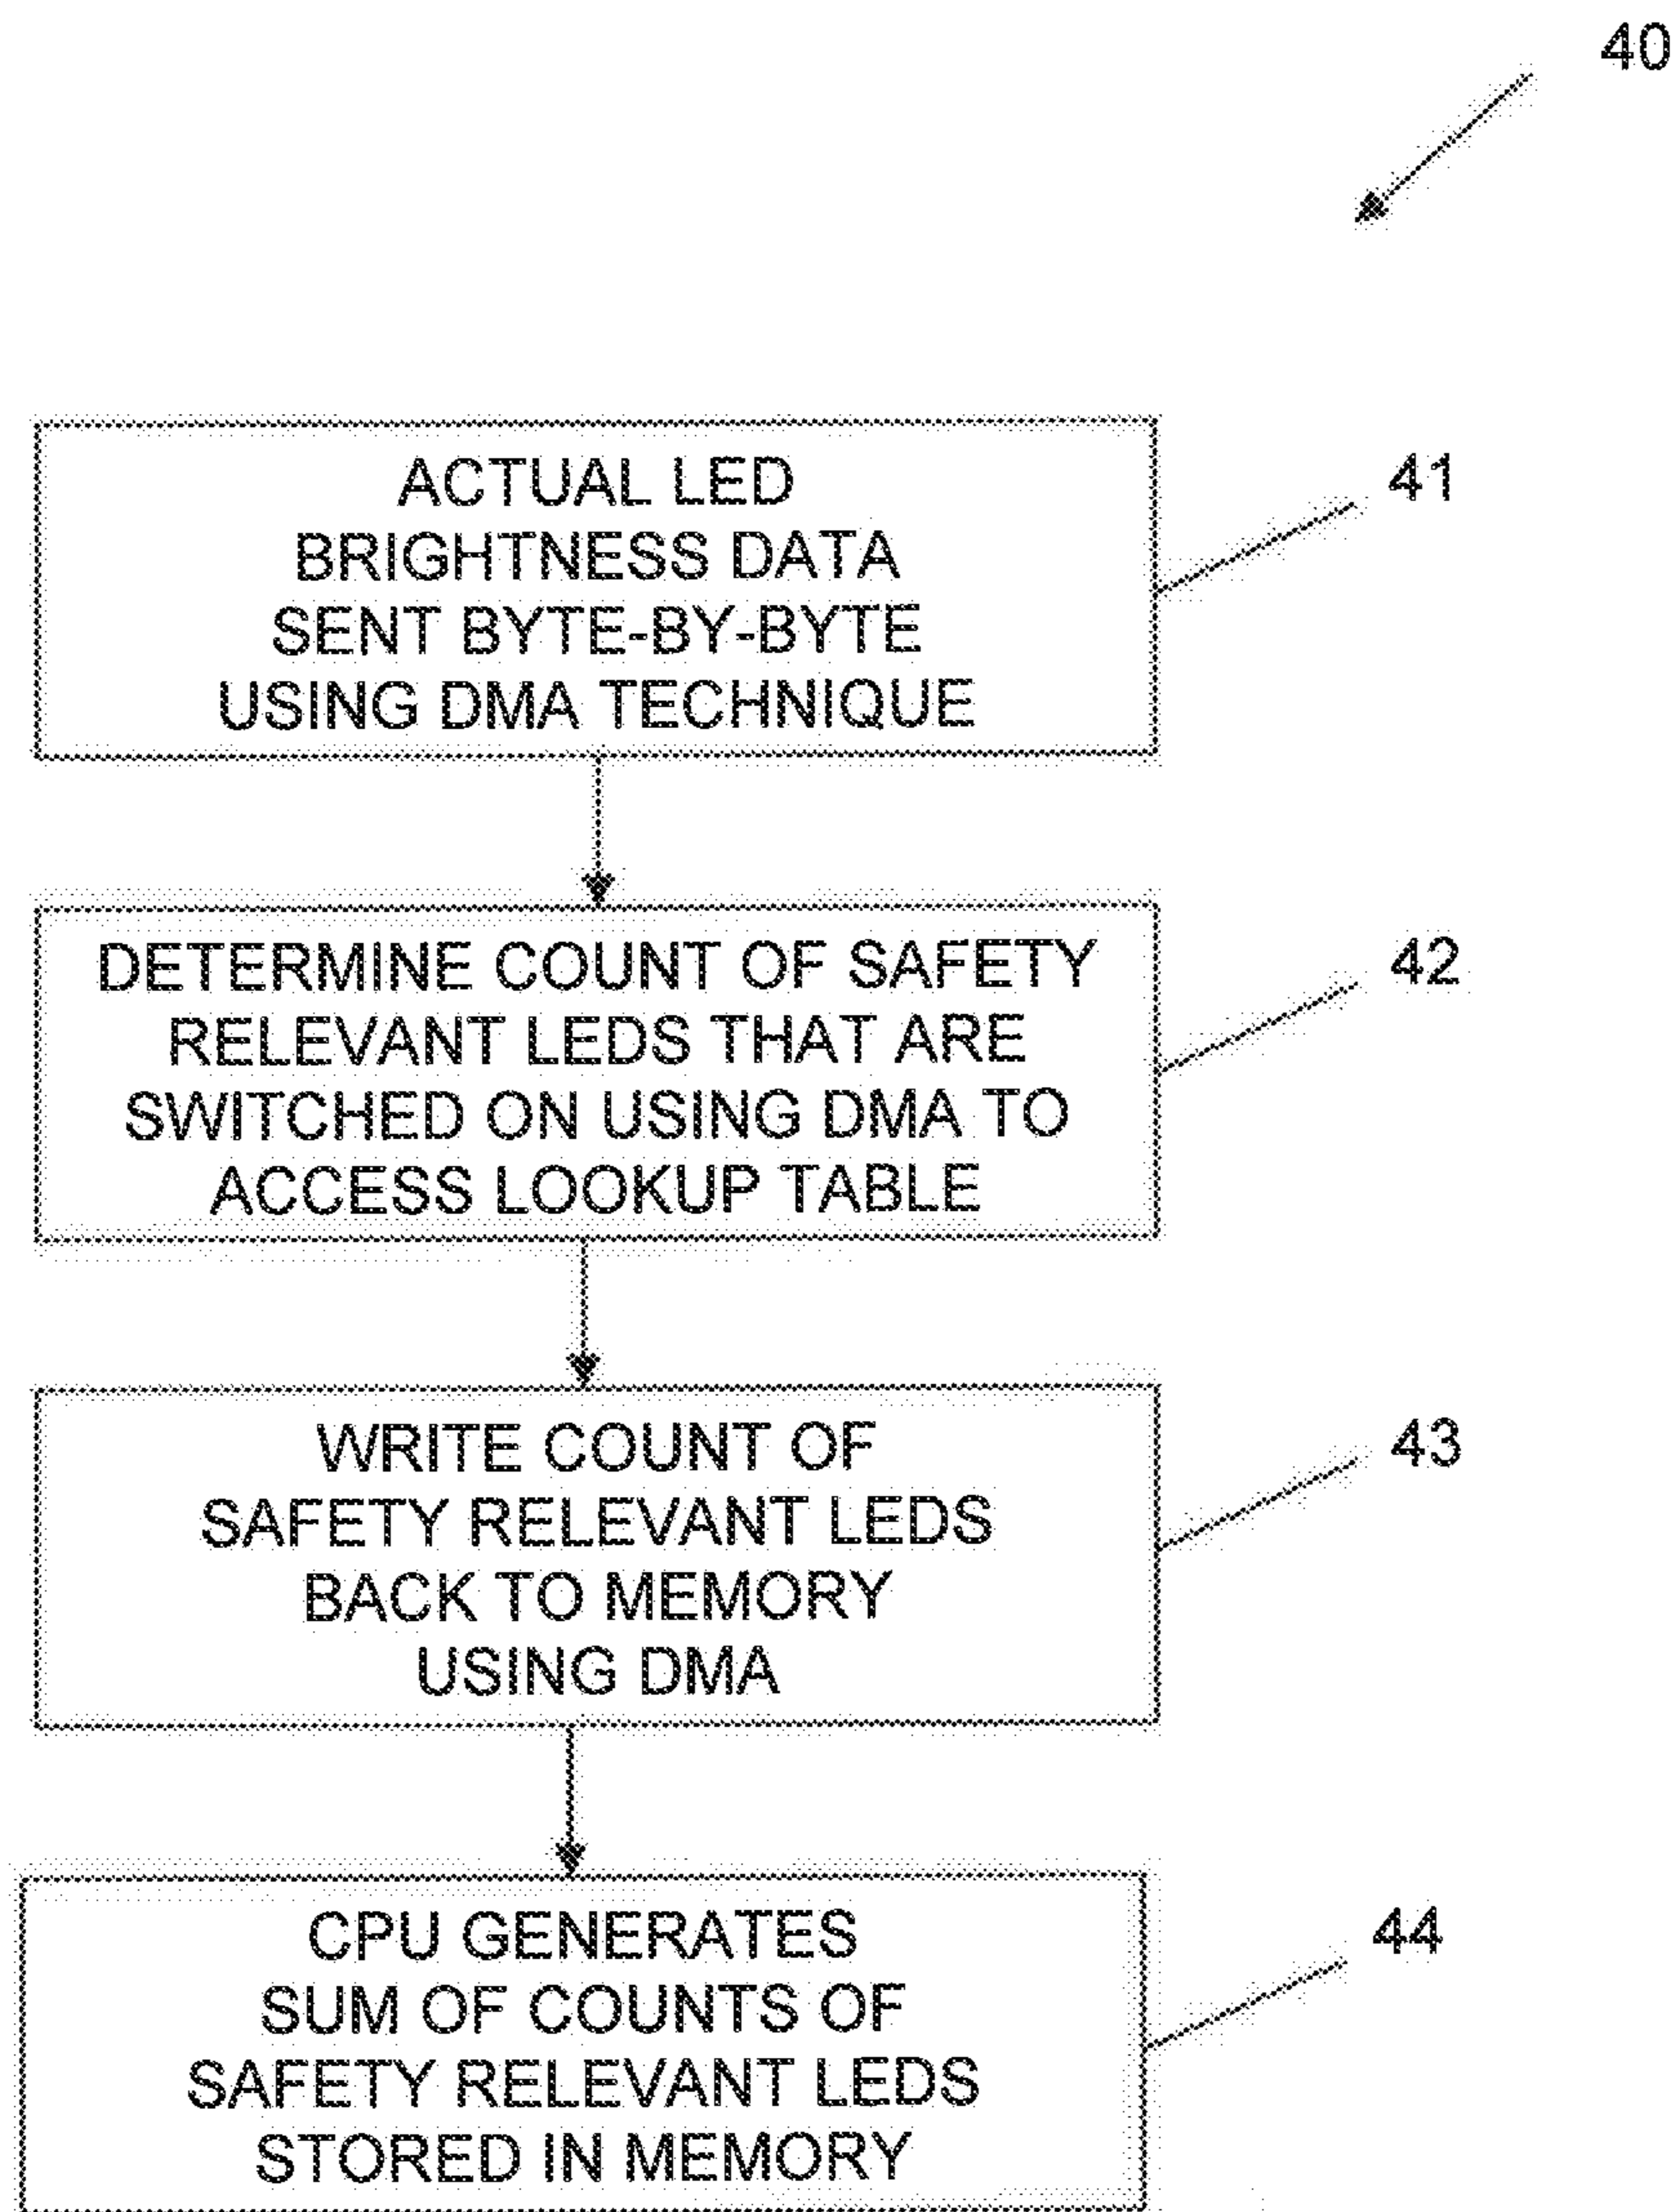 40
ACTUAL LED
BRIGHTNESS DATA
SENT BYTE-BY-BYTE
USING DMA TECHNIQUE
41
DETERMINE COUNT OF SAFETY
RELEVANT LEDS THAT ARE
SWITCHED ON USING DMA TO
ACCESS LOOKUP TABLE
42
WRITE COUNT OF
SAFETY RELEVANT LEDS
BACK TO MEMORY
USING DMA
43
CPU GENERATES
SUM OF COUNTS OF
SAFETY RELEVANT LEDS
STORED IN MEMORY
44